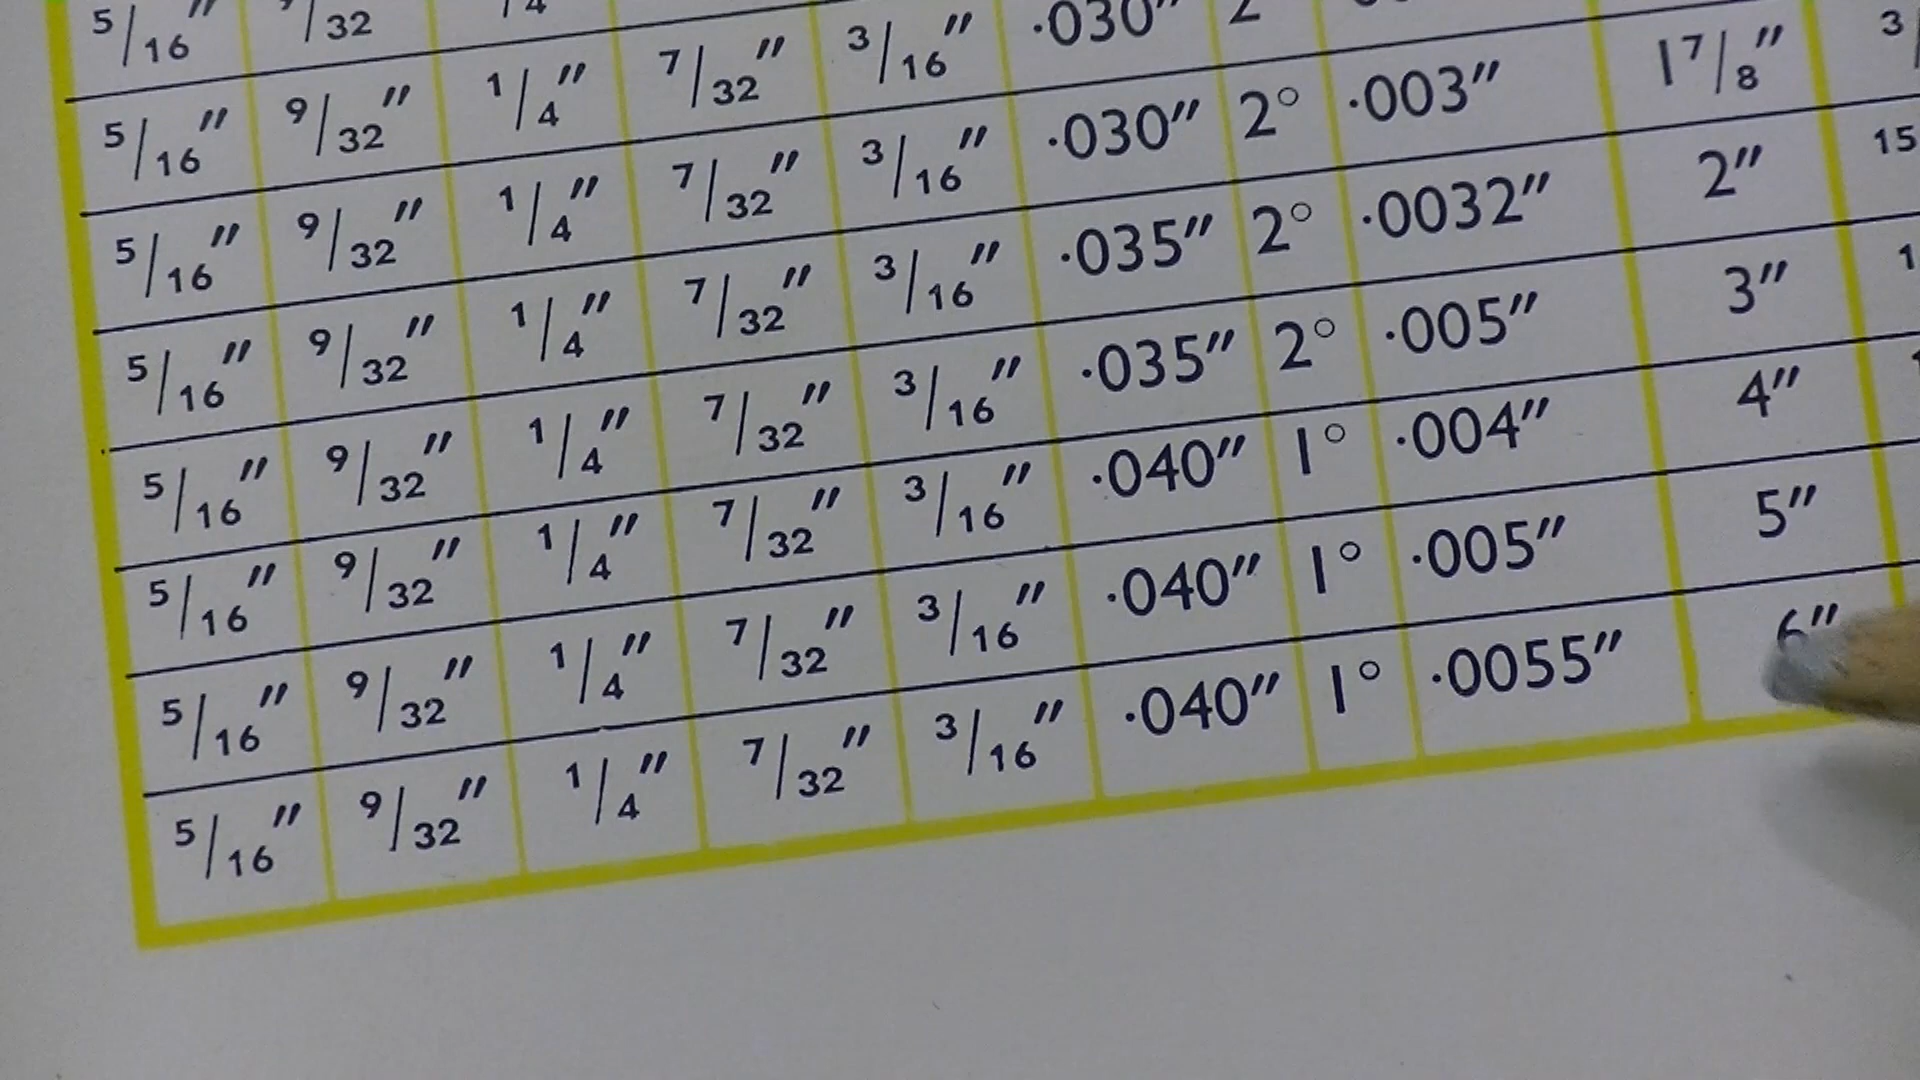 5/16" /32 /4
5/16" 9/32" 1/4" 7/32" 3/16" ·030" 2
5/16" 9/32" 1/4" 7/32" 3/16" ·030" 2° ·003" 1 7/8" 3/
5/16" 9/32" 1/4" 7/32" 3/16" ·035" 2° ·0032" 2" 15
5/16" 9/32" 1/4" 7/32" 3/16" ·035" 2° ·005" 3" 1
5/16" 9/32" 1/4" 7/32" 3/16" ·040" 1° ·004" 4"
5/16" 9/32" 1/4" 7/32" 3/16" ·040" 1° ·005" 5"
5/16" 9/32" 1/4" 7/32" 3/16" ·040" 1° ·0055" 6"